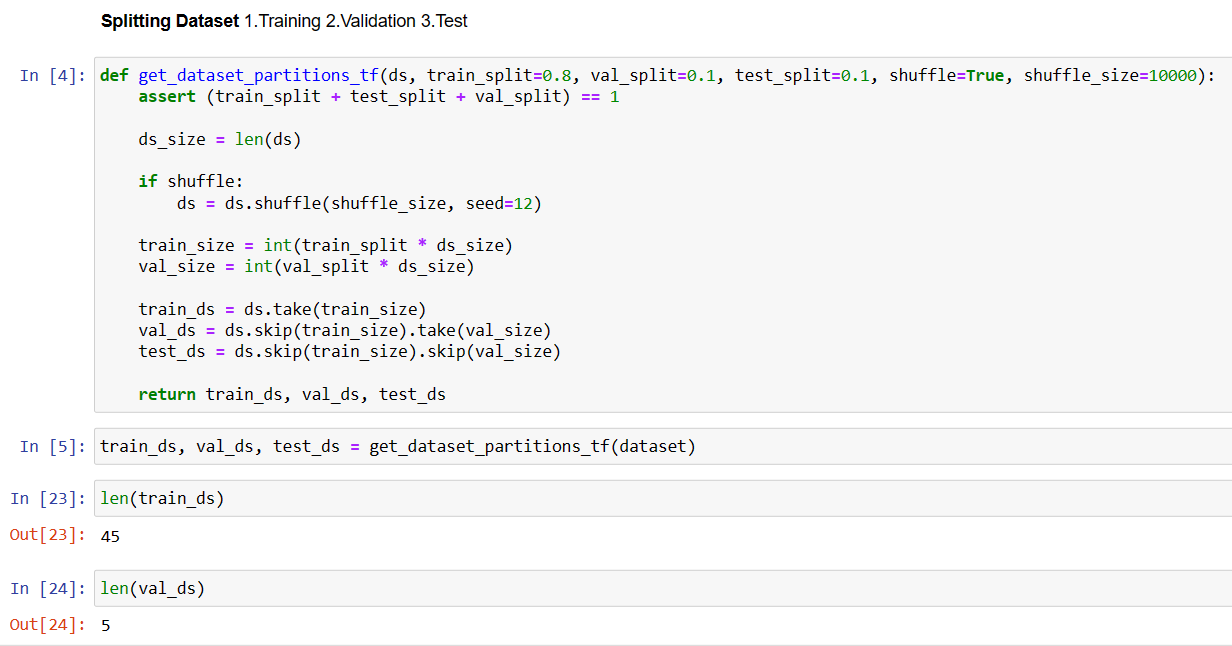 Splitting Dataset 1.Training 2.Validation 3.Test
In [4]: def get_dataset_partitions_tf(ds, train_split=0.8, val_split=0.1, test_split=0.1, shuffle=True, shuffle_size=10000):
    assert (train_split + test_split + val_split) == 1
    ds_size = len(ds)
    if shuffle:
        ds = ds.shuffle(shuffle_size, seed=12)
    train_size = int(train_split * ds_size)
    val_size = int(val_split * ds_size)
    train_ds = ds.take(train_size)
    val_ds = ds.skip(train_size).take(val_size)
    test_ds = ds.skip(train_size).skip(val_size)
    return train_ds, val_ds, test_ds
In [5]: train_ds, val_ds, test_ds = get_dataset_partitions_tf(dataset)
In [23]: len(train_ds)
Out[23]: 45
In [24]: len(val_ds)
Out[24]: 5